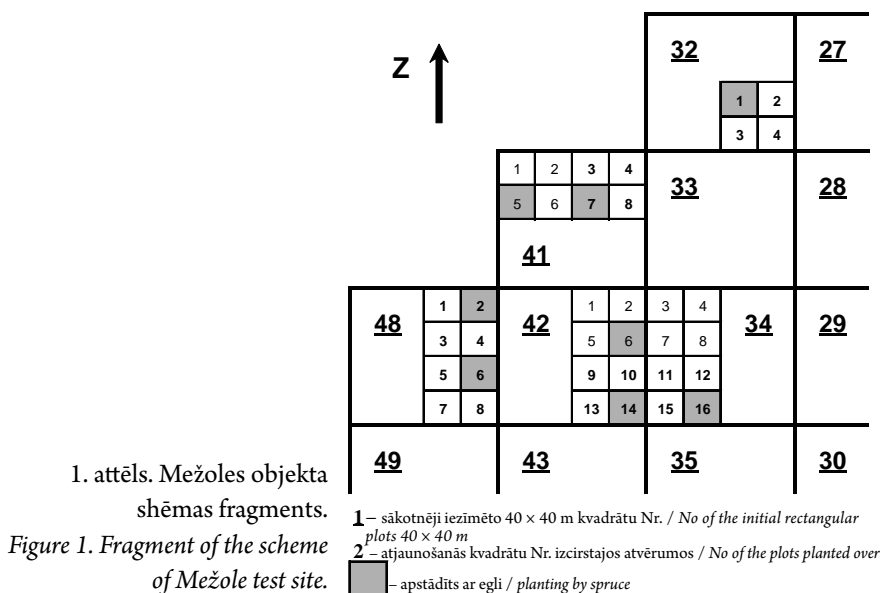 32 27
Z
1 2
3 4
1 2 3 4
33 28
5 6 7 8
41
1 2 1 2 3 4
48 42 34 29
3 4 5 6 7 8
5 6 9 10 11 12
7 8 13 14 15 16
49 43 35 30
1. attēls. Mežoles objekta
shēmas fragments.
Figure 1. Fragment of the scheme
of Mežole test site.
1 – sākotnēji iezīmēto 40 × 40 m kvadrātu Nr. / No of the initial rectangular
plots 40 × 40 m
2 – atjaunošanās kvadrātu Nr. izcirstajos atvērumos / No of the plots planted over
– apstādīts ar egli / planting by spruce